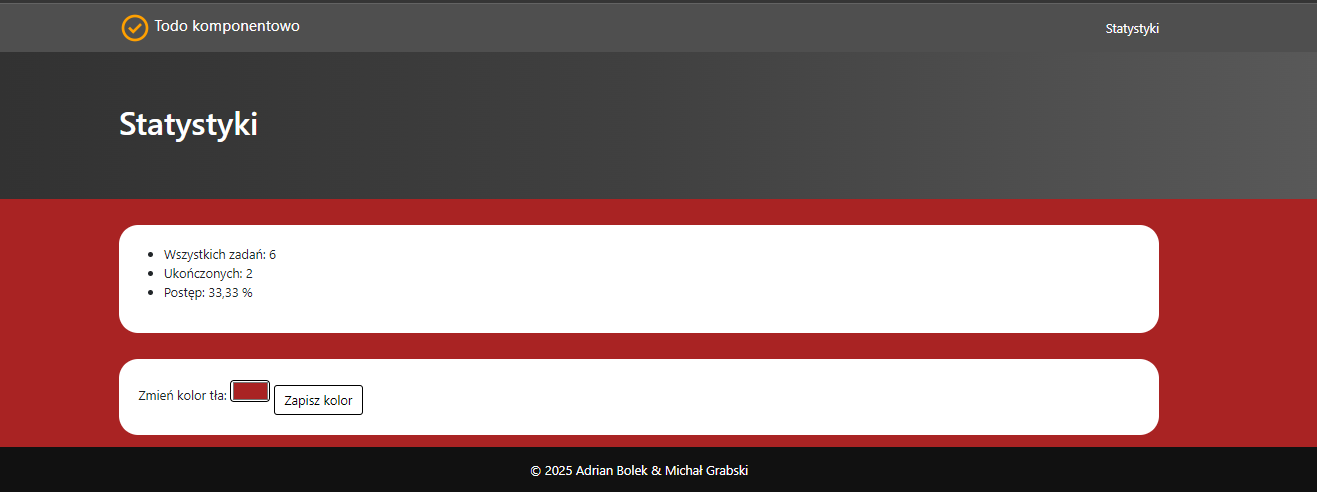 Todo komponentowo
Statystyki
Statystyki
Wszystkich zadań: 6
Ukończonych: 2
Postęp: 33,33 %
Zmień kolor tła:
Zapisz kolor
© 2025 Adrian Bolek & Michał Grabski